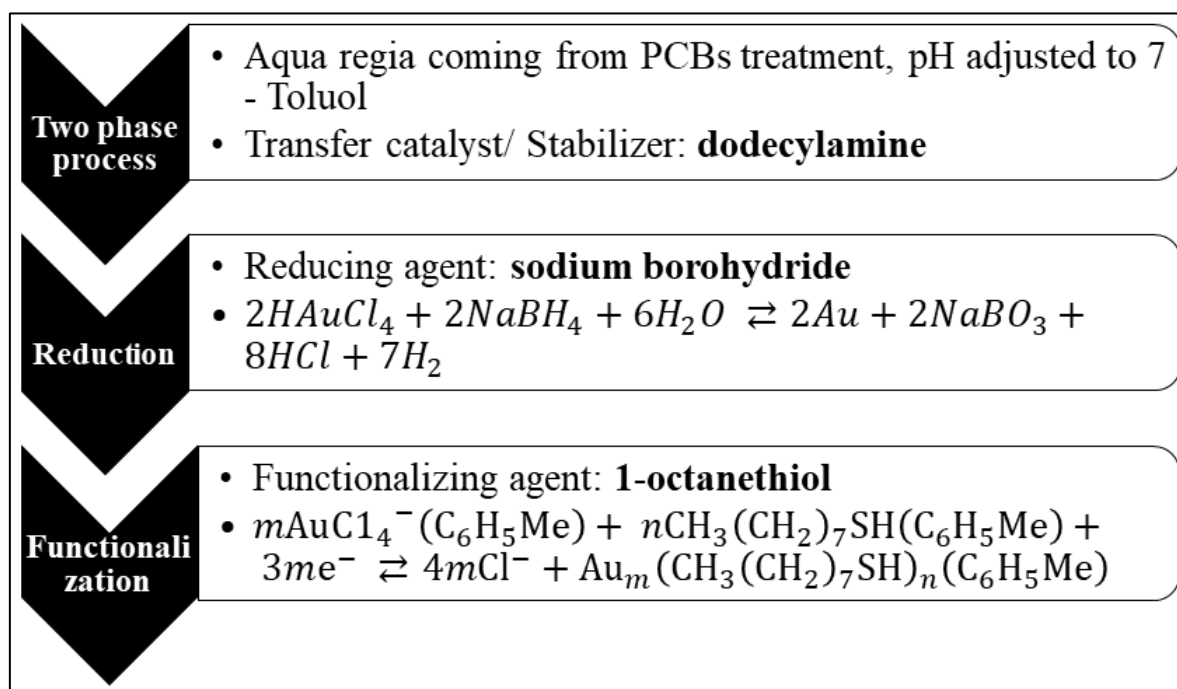 Two phase
process
• Aqua regia coming from PCBs treatment, pH adjusted to 7
- Toluol
• Transfer catalyst/ Stabilizer: dodecylamine
Reduction
• Reducing agent: sodium borohydride
• 2HAuCl₄ + 2NaBH₄ + 6H₂O ⇄ 2Au + 2NaBO₃ +
8HCl + 7H₂
Functionali
zation
• Functionalizing agent: 1-octanethiol
• mAuC1₄⁻(C₆H₅Me) + nCH₃(CH₂)₇SH(C₆H₅Me) +
3me⁻ ⇄ 4mCl⁻ + Auₘ(CH₃(CH₂)₇SH)ₙ(C₆H₅Me)